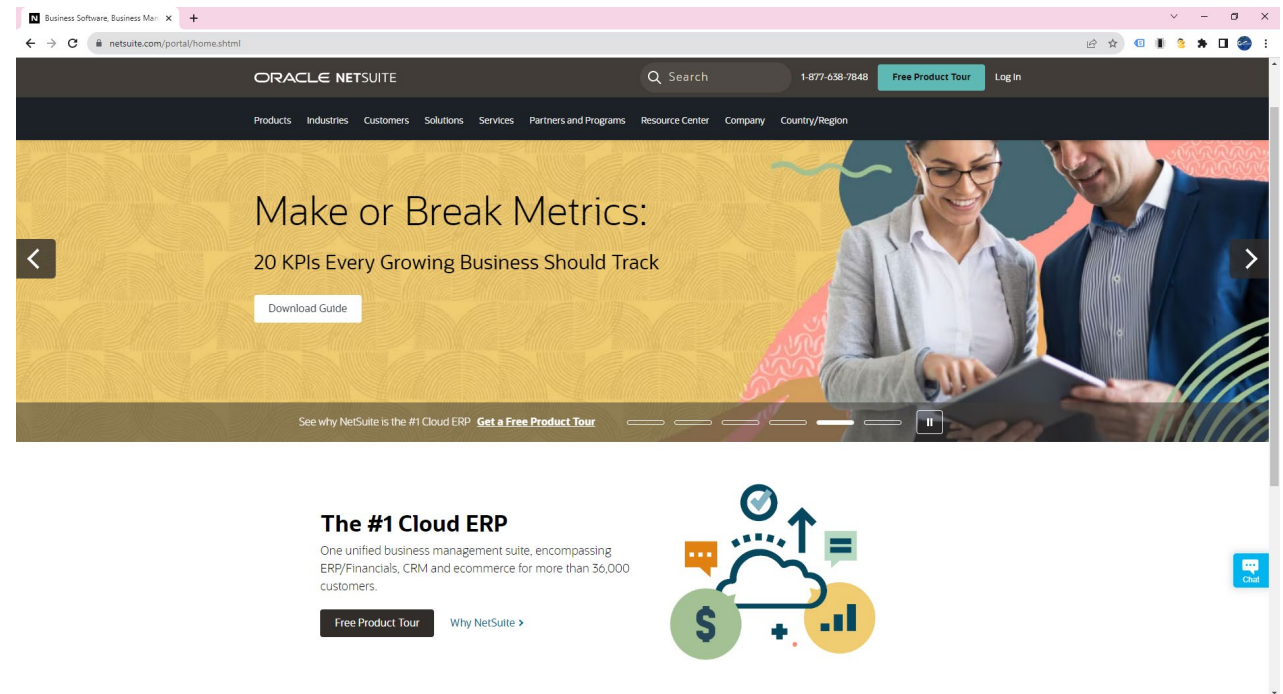 Business Software, Business Man
netsuite.com/portal/home.shtml
ORACLE NETSUITE
Search
1-877-638-7848
Free Product Tour
Log In
Products Industries Customers Solutions Services Partners and Programs Resource Center Company Country/Region
Make or Break Metrics:
20 KPIs Every Growing Business Should Track
Download Guide
See why NetSuite is the #1 Cloud ERP Get a Free Product Tour
The #1 Cloud ERP
One unified business management suite, encompassing
ERP/Financials, CRM and ecommerce for more than 36,000
customers.
Free Product Tour
Why NetSuite >
Chat